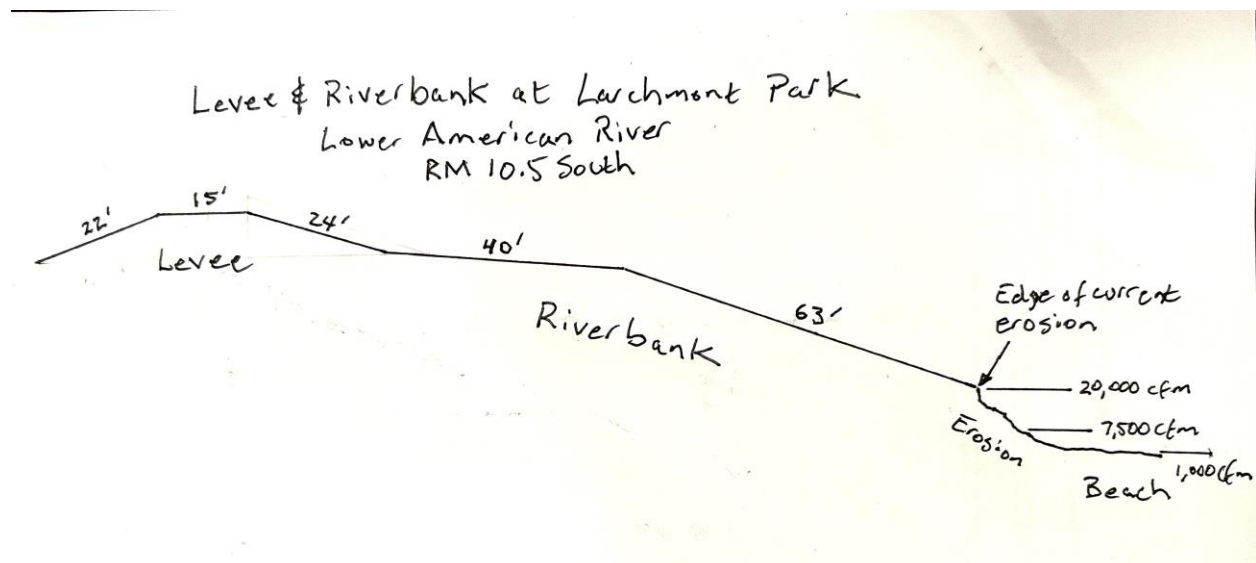 Levee & Riverbank at Larchmont Park
Lower American River
RM 10.5 South
22'
15'
24'
Levee
40'
Riverbank
63'
Edge of current
erosion
20,000 cfm
7,500 cfm
1,000 cfm
Erosion
Beach